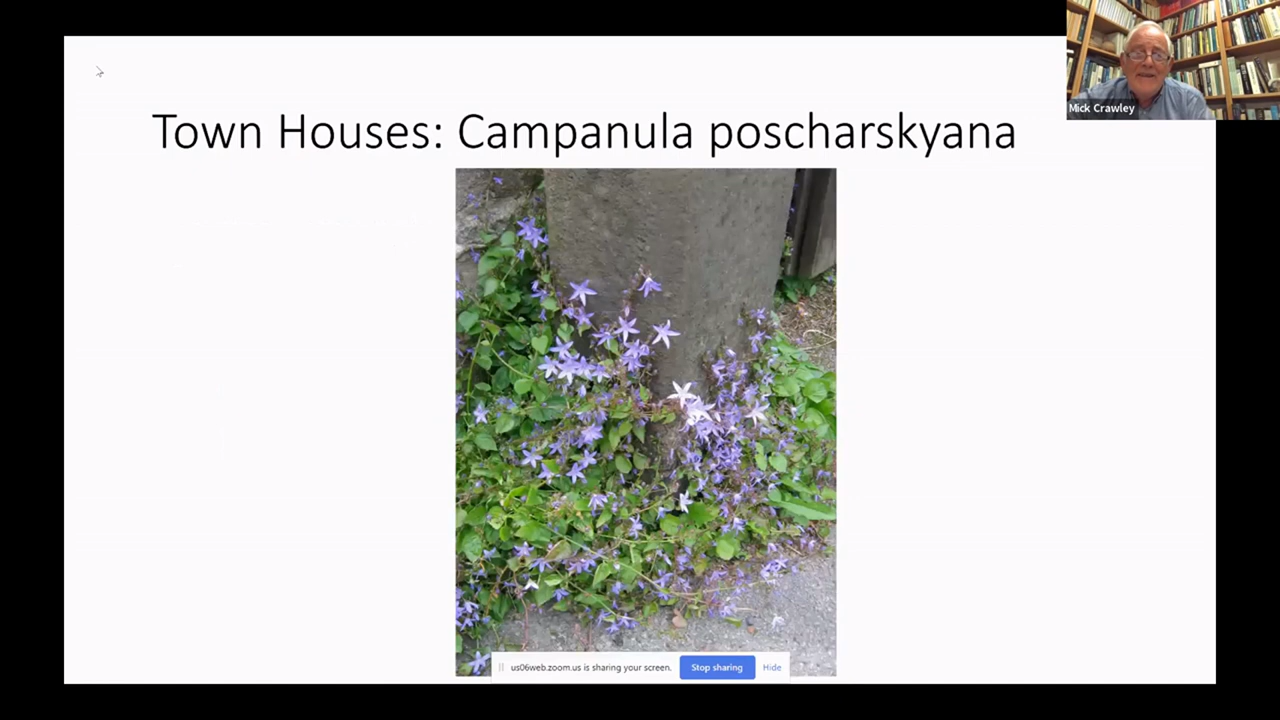 Mick Crawley
Town Houses: Campanula poscharskyana
us06web.zoom.us is sharing your screen. Stop sharing Hide